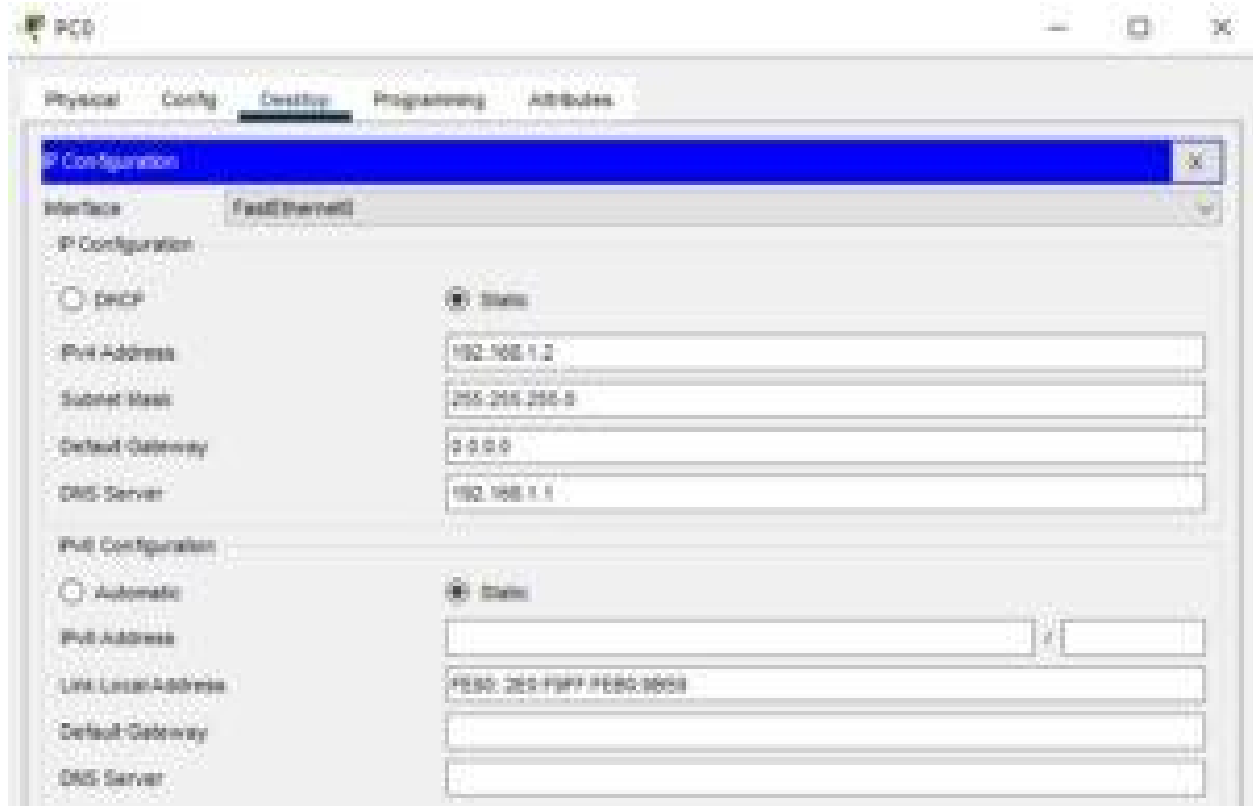 PC0
Physical Config Desktop Programming Attributes
IP Configuration X
Interface FastEthernet0
IP Configuration
DHCP Static
IPv4 Address 192.168.1.2
Subnet Mask 255.255.255.0
Default Gateway 0.0.0.0
DNS Server 192.168.1.1
IPv6 Configuration
Automatic Static
IPv6 Address /
Link Local Address
Default Gateway
DNS Server